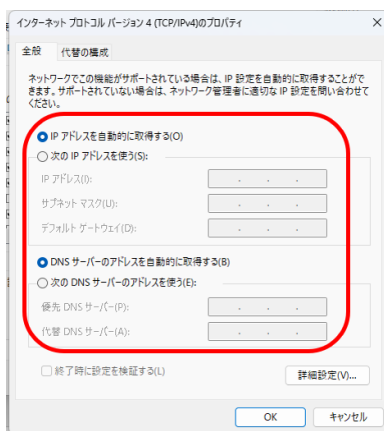 インターネット プロトコル バージョン 4 (TCP/IPv4)のプロパティ
全般
代替の構成
ネットワークでこの機能がサポートされている場合は、IP 設定を自動的に取得することがで
きます。サポートされていない場合は、ネットワーク管理者に適切な IP 設定を問い合わせて
ください。
IP アドレスを自動的に取得する(O)
次の IP アドレスを使う(S):
IP アドレス(I):
サブネット マスク(U):
デフォルト ゲートウェイ(D):
DNS サーバーのアドレスを自動的に取得する(B)
次の DNS サーバーのアドレスを使う(E):
優先 DNS サーバー(P):
代替 DNS サーバー(A):
終了時に設定を検証する(L)
詳細設定(V)...
OK
キャンセル